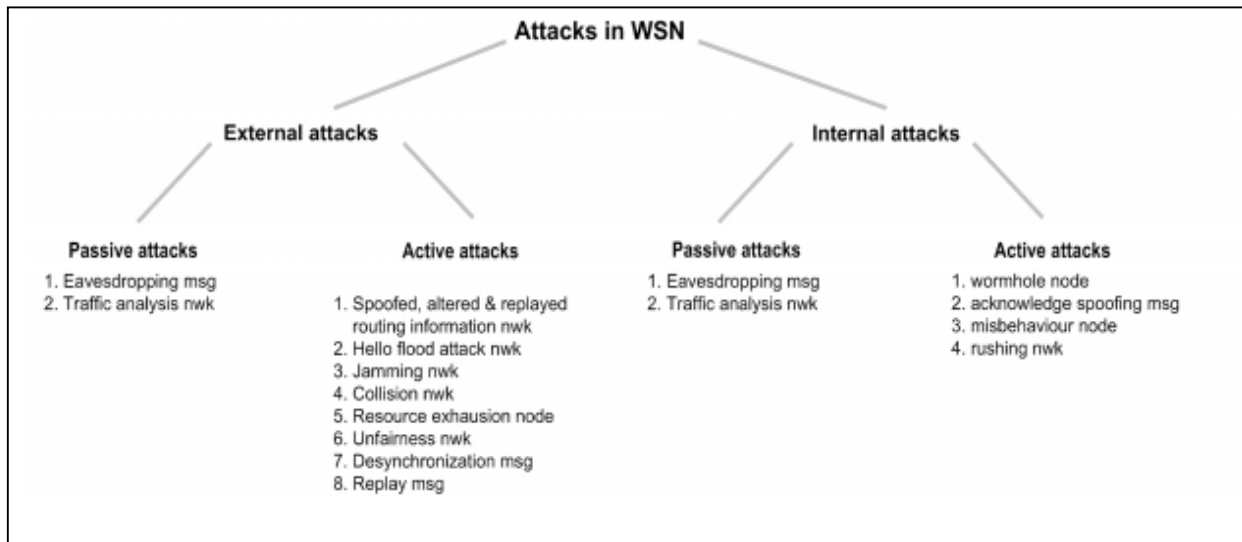 Attacks in WSN
External attacks
Internal attacks
Passive attacks
1. Eavesdropping msg
2. Traffic analysis nwk
Active attacks
1. Spoofed, altered & replayed
routing information nwk
2. Hello flood attack nwk
3. Jamming nwk
4. Collision nwk
5. Resource exhausion node
6. Unfairness nwk
7. Desynchronization msg
8. Replay msg
Passive attacks
1. Eavesdropping msg
2. Traffic analysis nwk
Active attacks
1. wormhole node
2. acknowledge spoofing msg
3. misbehaviour node
4. rushing nwk